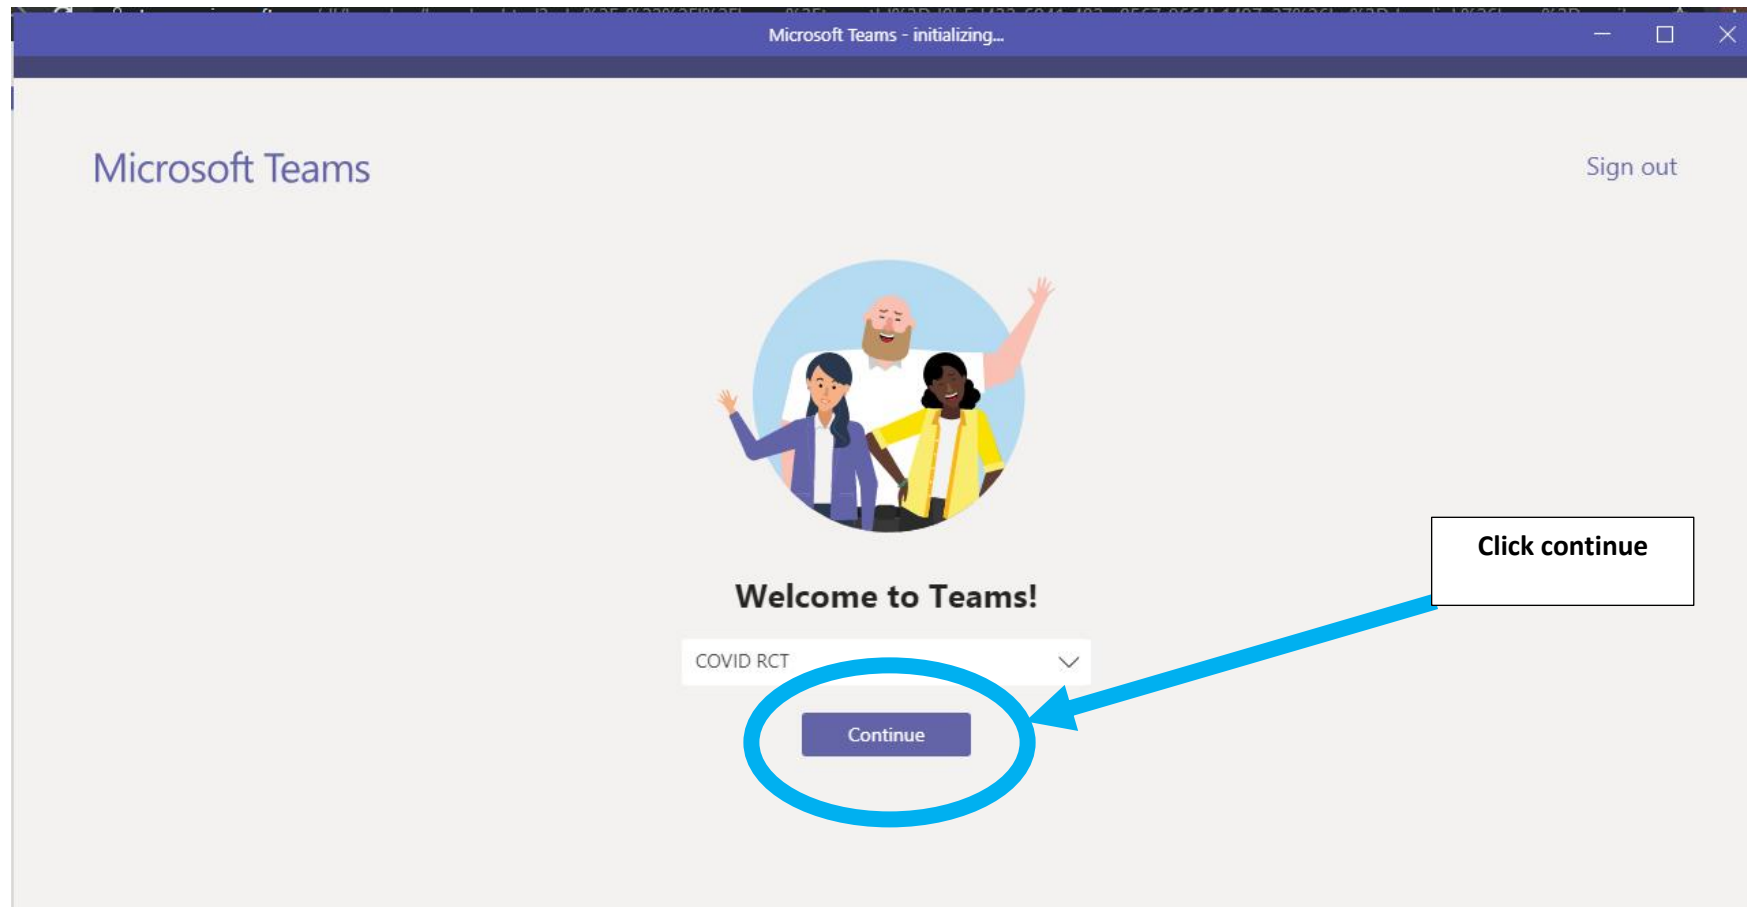 Microsoft Teams - initializing...
Microsoft Teams
Sign out
Click continue
Welcome to Teams!
COVID RCT
Continue